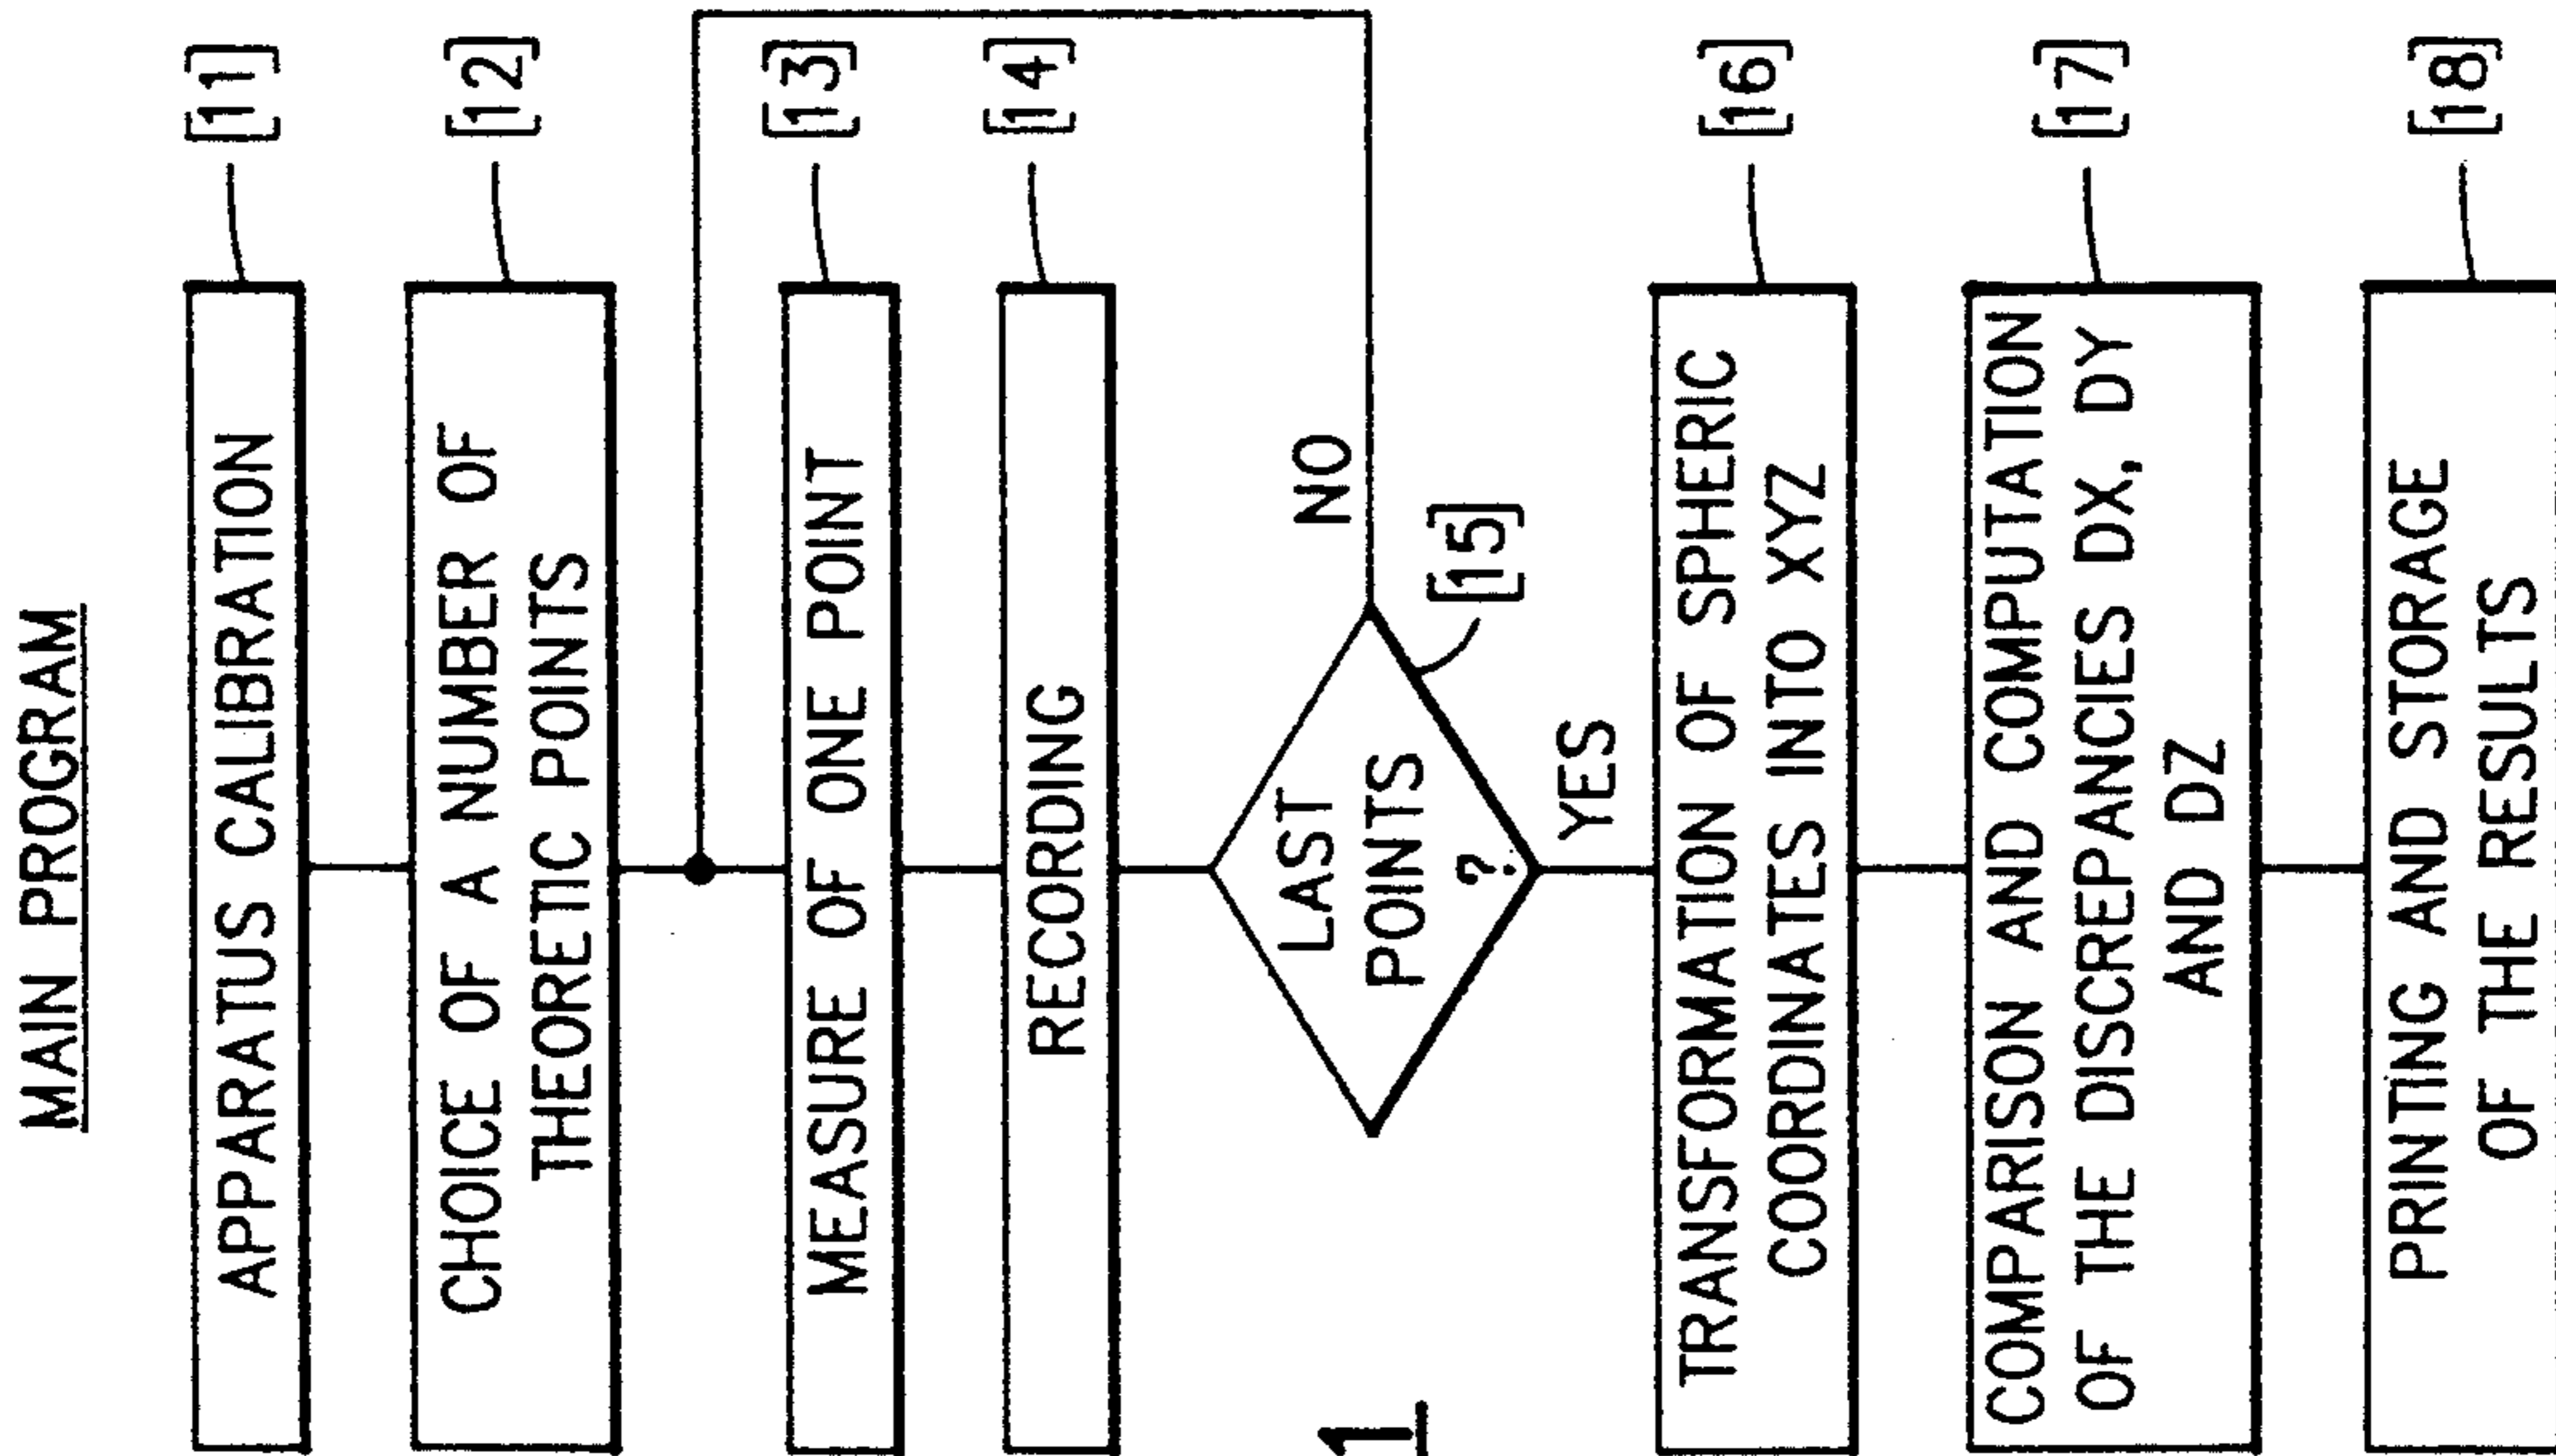 MAIN PROGRAM
APPARATUS CALIBRATION
[11]
CHOICE OF A NUMBER OF
THEORETIC POINTS
[12]
MEASURE OF ONE POINT
[13]
RECORDING
[14]
LAST
POINTS
?
NO
[15]
YES
1
TRANSFORMATION OF SPHERIC
COORDINATES INTO XYZ
[16]
COMPARISON AND COMPUTATION
OF THE DISCREPANCIES DX, DY
AND DZ
[17]
PRINTING AND STORAGE
OF THE RESULTS
[18]